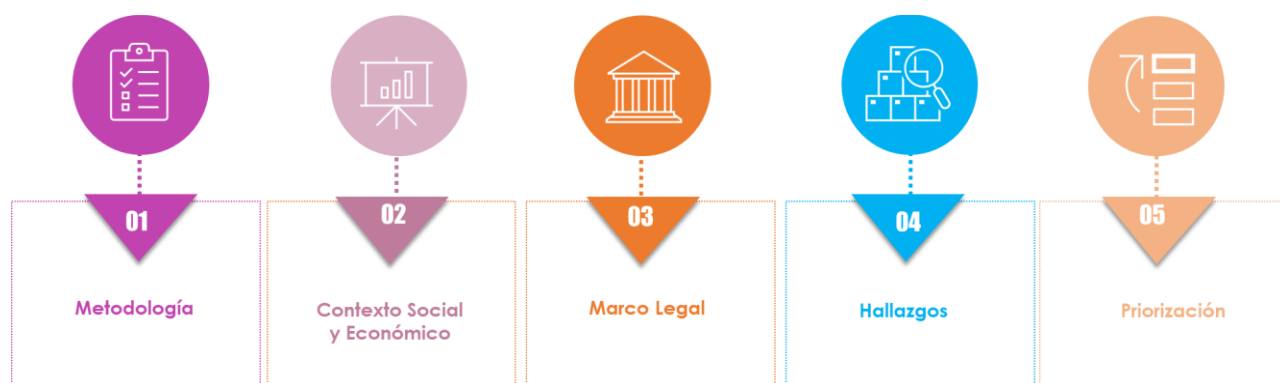 01
02
03
04
05
Metodología
Contexto Social
y Económico
Marco Legal
Hallazgos
Priorización